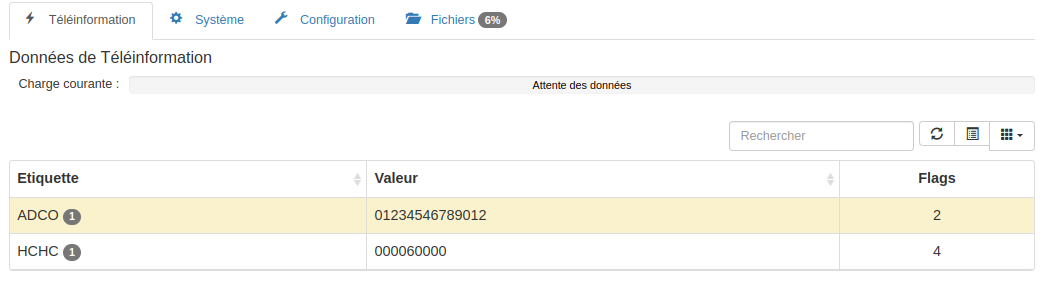 Téléinformation Système Configuration Fichiers 6%
Données de Téléinformation
Charge courante : Attente des données
Rechercher
Etiquette Valeur Flags
ADCO 1 01234546789012 2
HCHC 1 000060000 4